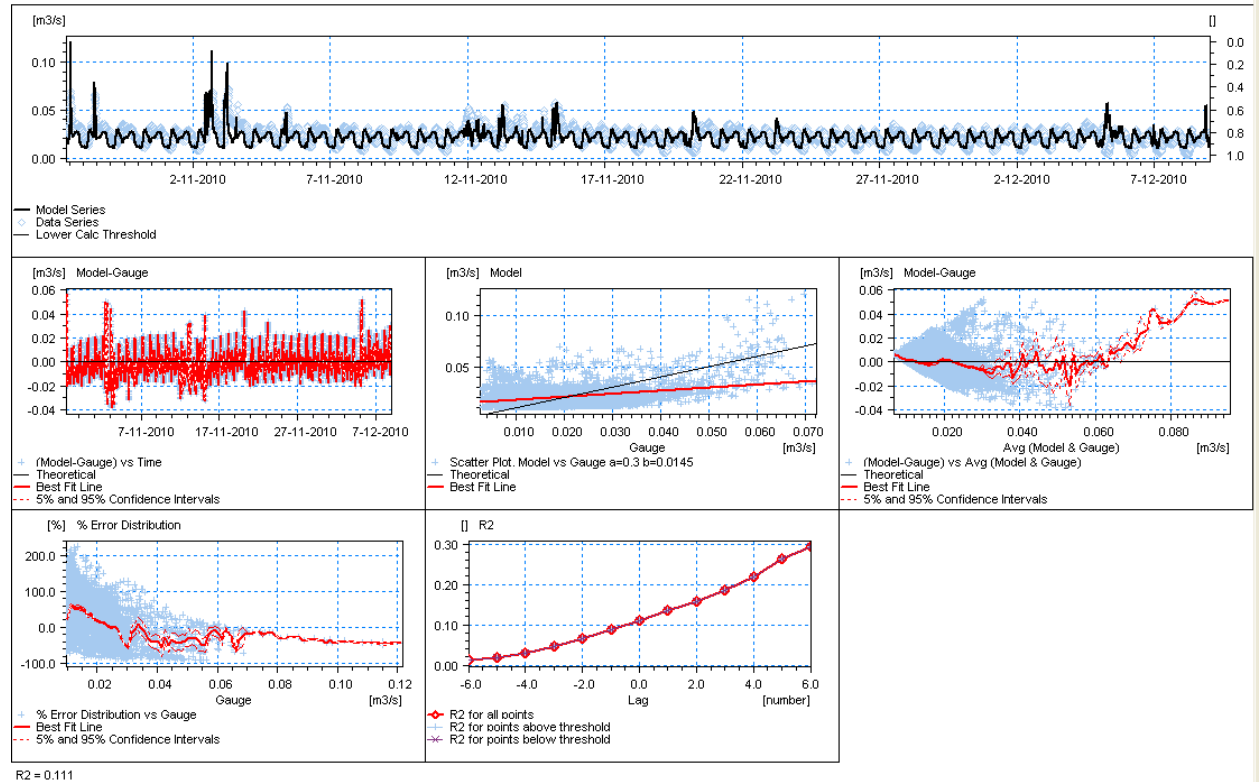 [m3/s] []
0.10
0.05
0.00
0.0
0.2
0.4
0.6
0.8
1.0
2-11-2010 7-11-2010 12-11-2010 17-11-2010 22-11-2010 27-11-2010 2-12-2010 7-12-2010
Model Series
Data Series
Lower Calc Threshold
[m3/s] Model-Gauge
0.06
0.04
0.02
0.00
-0.02
-0.04
7-11-2010 17-11-2010 27-11-2010 7-12-2010
(Model-Gauge) vs Time
Theoretical
Best Fit Line
5% and 95% Confidence Intervals
[m3/s] Model
0.10
0.05
0.010 0.020 0.030 0.040 0.050 0.060 0.070
Gauge [m3/s]
Scatter Plot. Model vs Gauge a=0.3 b=0.0145
Theoretical
Best Fit Line
[m3/s] Model-Gauge
0.06
0.04
0.02
0.00
-0.02
-0.04
0.020 0.040 0.060 0.080
Avg (Model & Gauge) [m3/s]
(Model-Gauge) vs Avg (Model & Gauge)
Theoretical
Best Fit Line
5% and 95% Confidence Intervals
[%] % Error Distribution
200.0
100.0
0.0
-100.0
0.02 0.04 0.06 0.08 0.10 0.12
Gauge [m3/s]
% Error Distribution vs Gauge
Best Fit Line
5% and 95% Confidence Intervals
[] R2
0.30
0.20
0.10
0.00
-6.0 -4.0 -2.0 0.0 2.0 4.0 6.0
Lag [number]
R2 for all points
R2 for points above threshold
R2 for points below threshold
R2 = 0.111